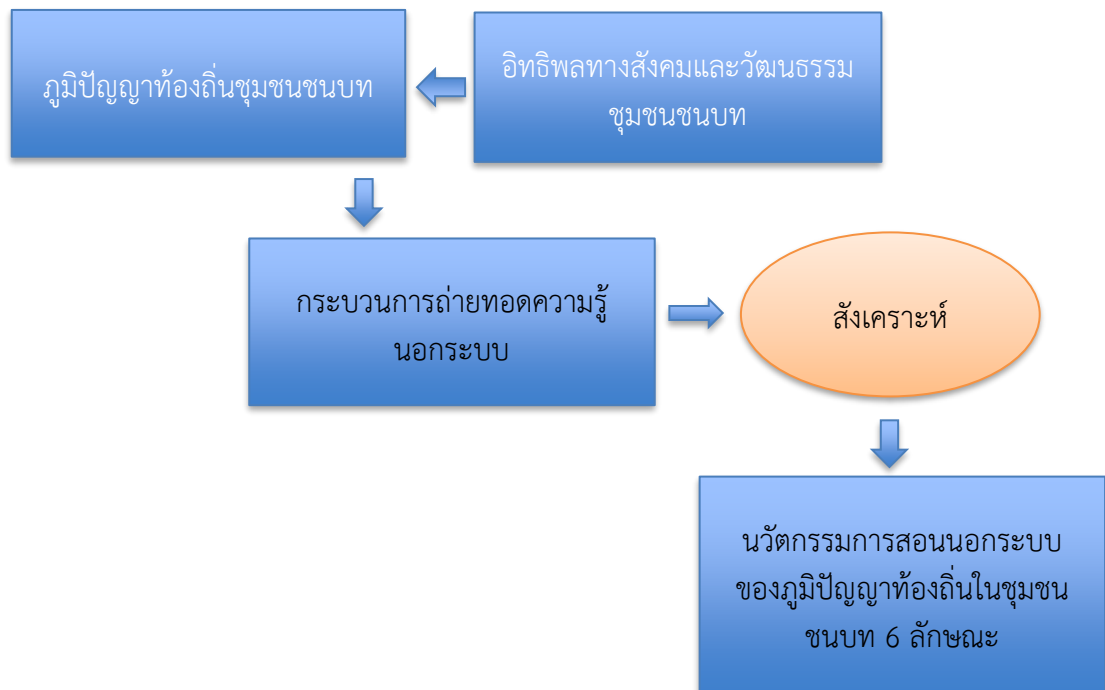 ภูมิปัญญาท้องถิ่นชุมชนชนบท
อิทธิพลทางสังคมและวัฒนธรรม
ชุมชนชนบท
กระบวนการถ่ายทอดความรู้
นอกระบบ
สังเคราะห์
นวัตกรรมการสอนนอกระบบ
ของภูมิปัญญาท้องถิ่นในชุมชน
ชนบท 6 ลักษณะ